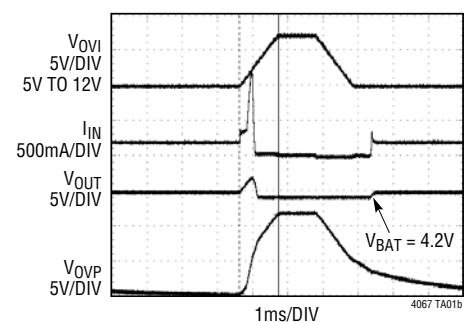 VOVI
5V/DIV
5V TO 12V
IIN
500mA/DIV
VOUT
5V/DIV
VBAT = 4.2V
VOVP
5V/DIV
4067 TA01b
1ms/DIV